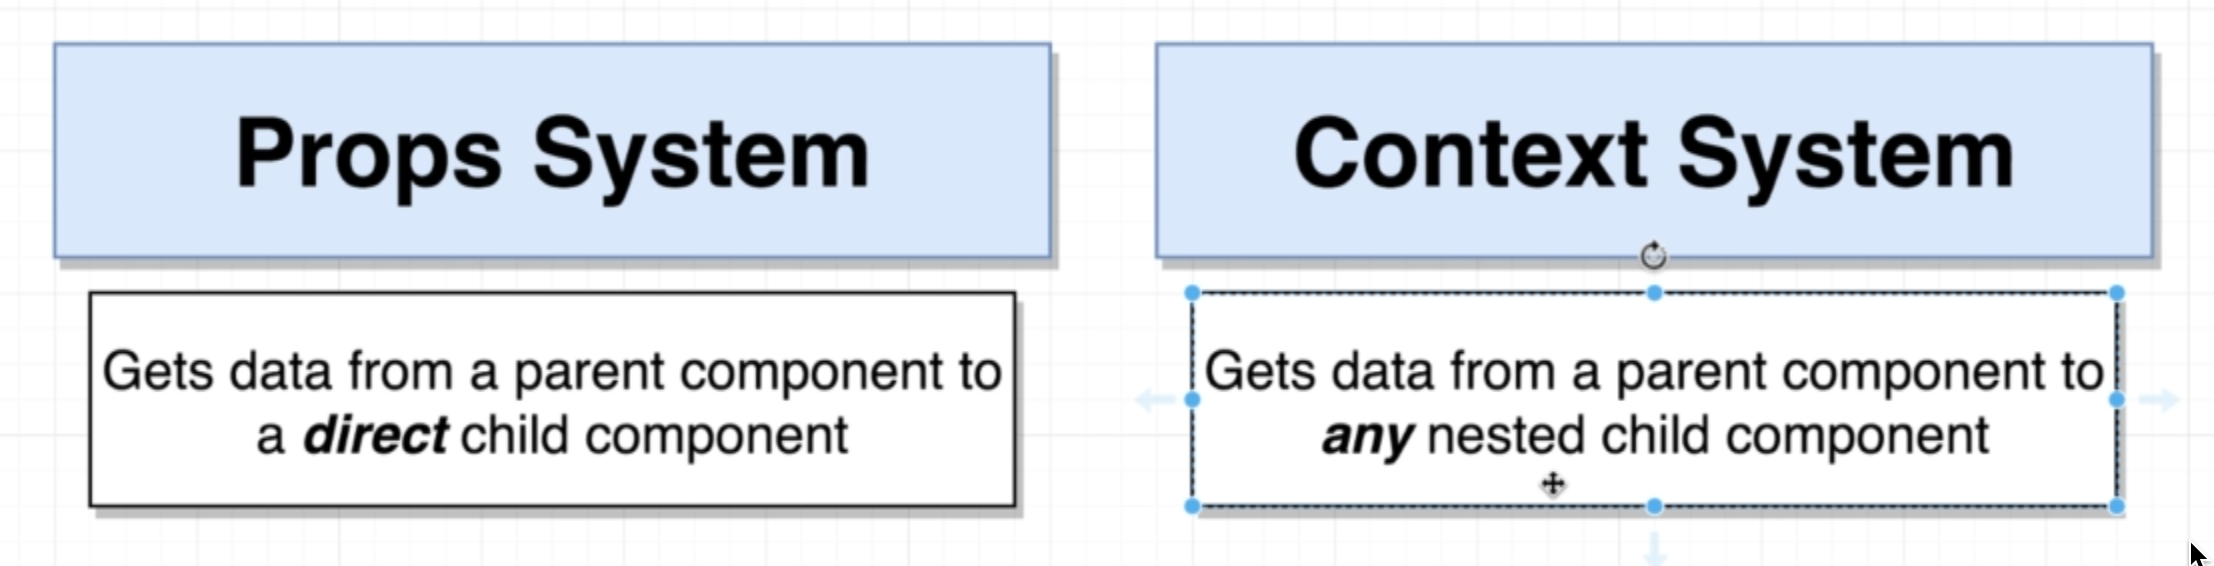 Props System
Gets data from a parent component to
a direct child component
Context System
Gets data from a parent component to
any nested child component